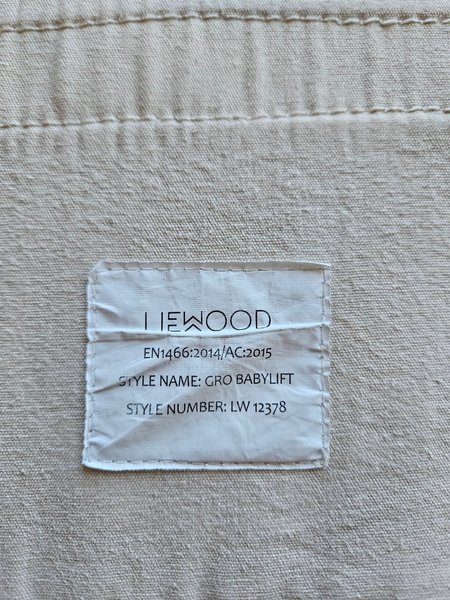 LIEWOOD
EN1466:2014/AC:2015
STYLE NAME: GRO BABYLIFT
STYLE NUMBER: LW 12378